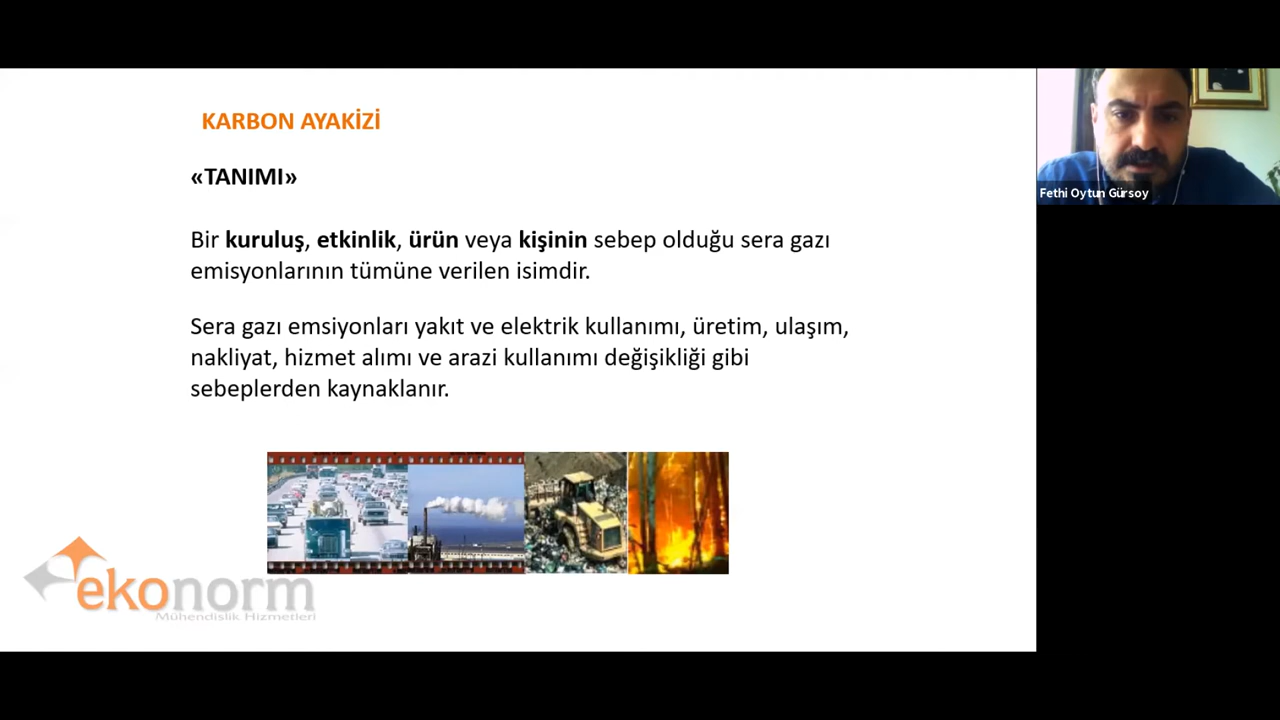 KARBON AYAKİZİ
«TANIMI»
Bir kuruluş, etkinlik, ürün veya kişinin sebep olduğu sera gazı
emisyonlarının tümüne verilen isimdir.
Sera gazı emsiyonları yakıt ve elektrik kullanımı, üretim, ulaşım,
nakliyat, hizmet alımı ve arazi kullanımı değişikliği gibi
sebeplerden kaynaklanır.
ekonorm
Mühendislik Hizmetleri
Fethi Oytun Gürsoy